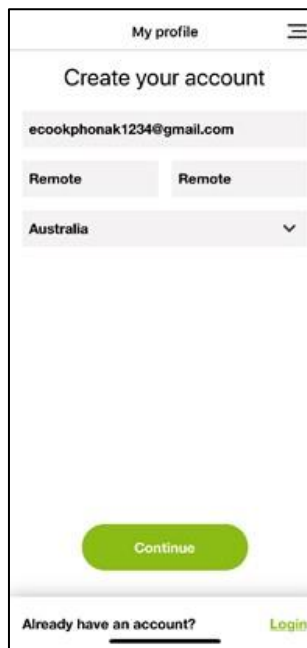 My profile
Create your account
ecookphonak1234@gmail.com
Remote Remote
Australia
Continue
Already have an account? Login